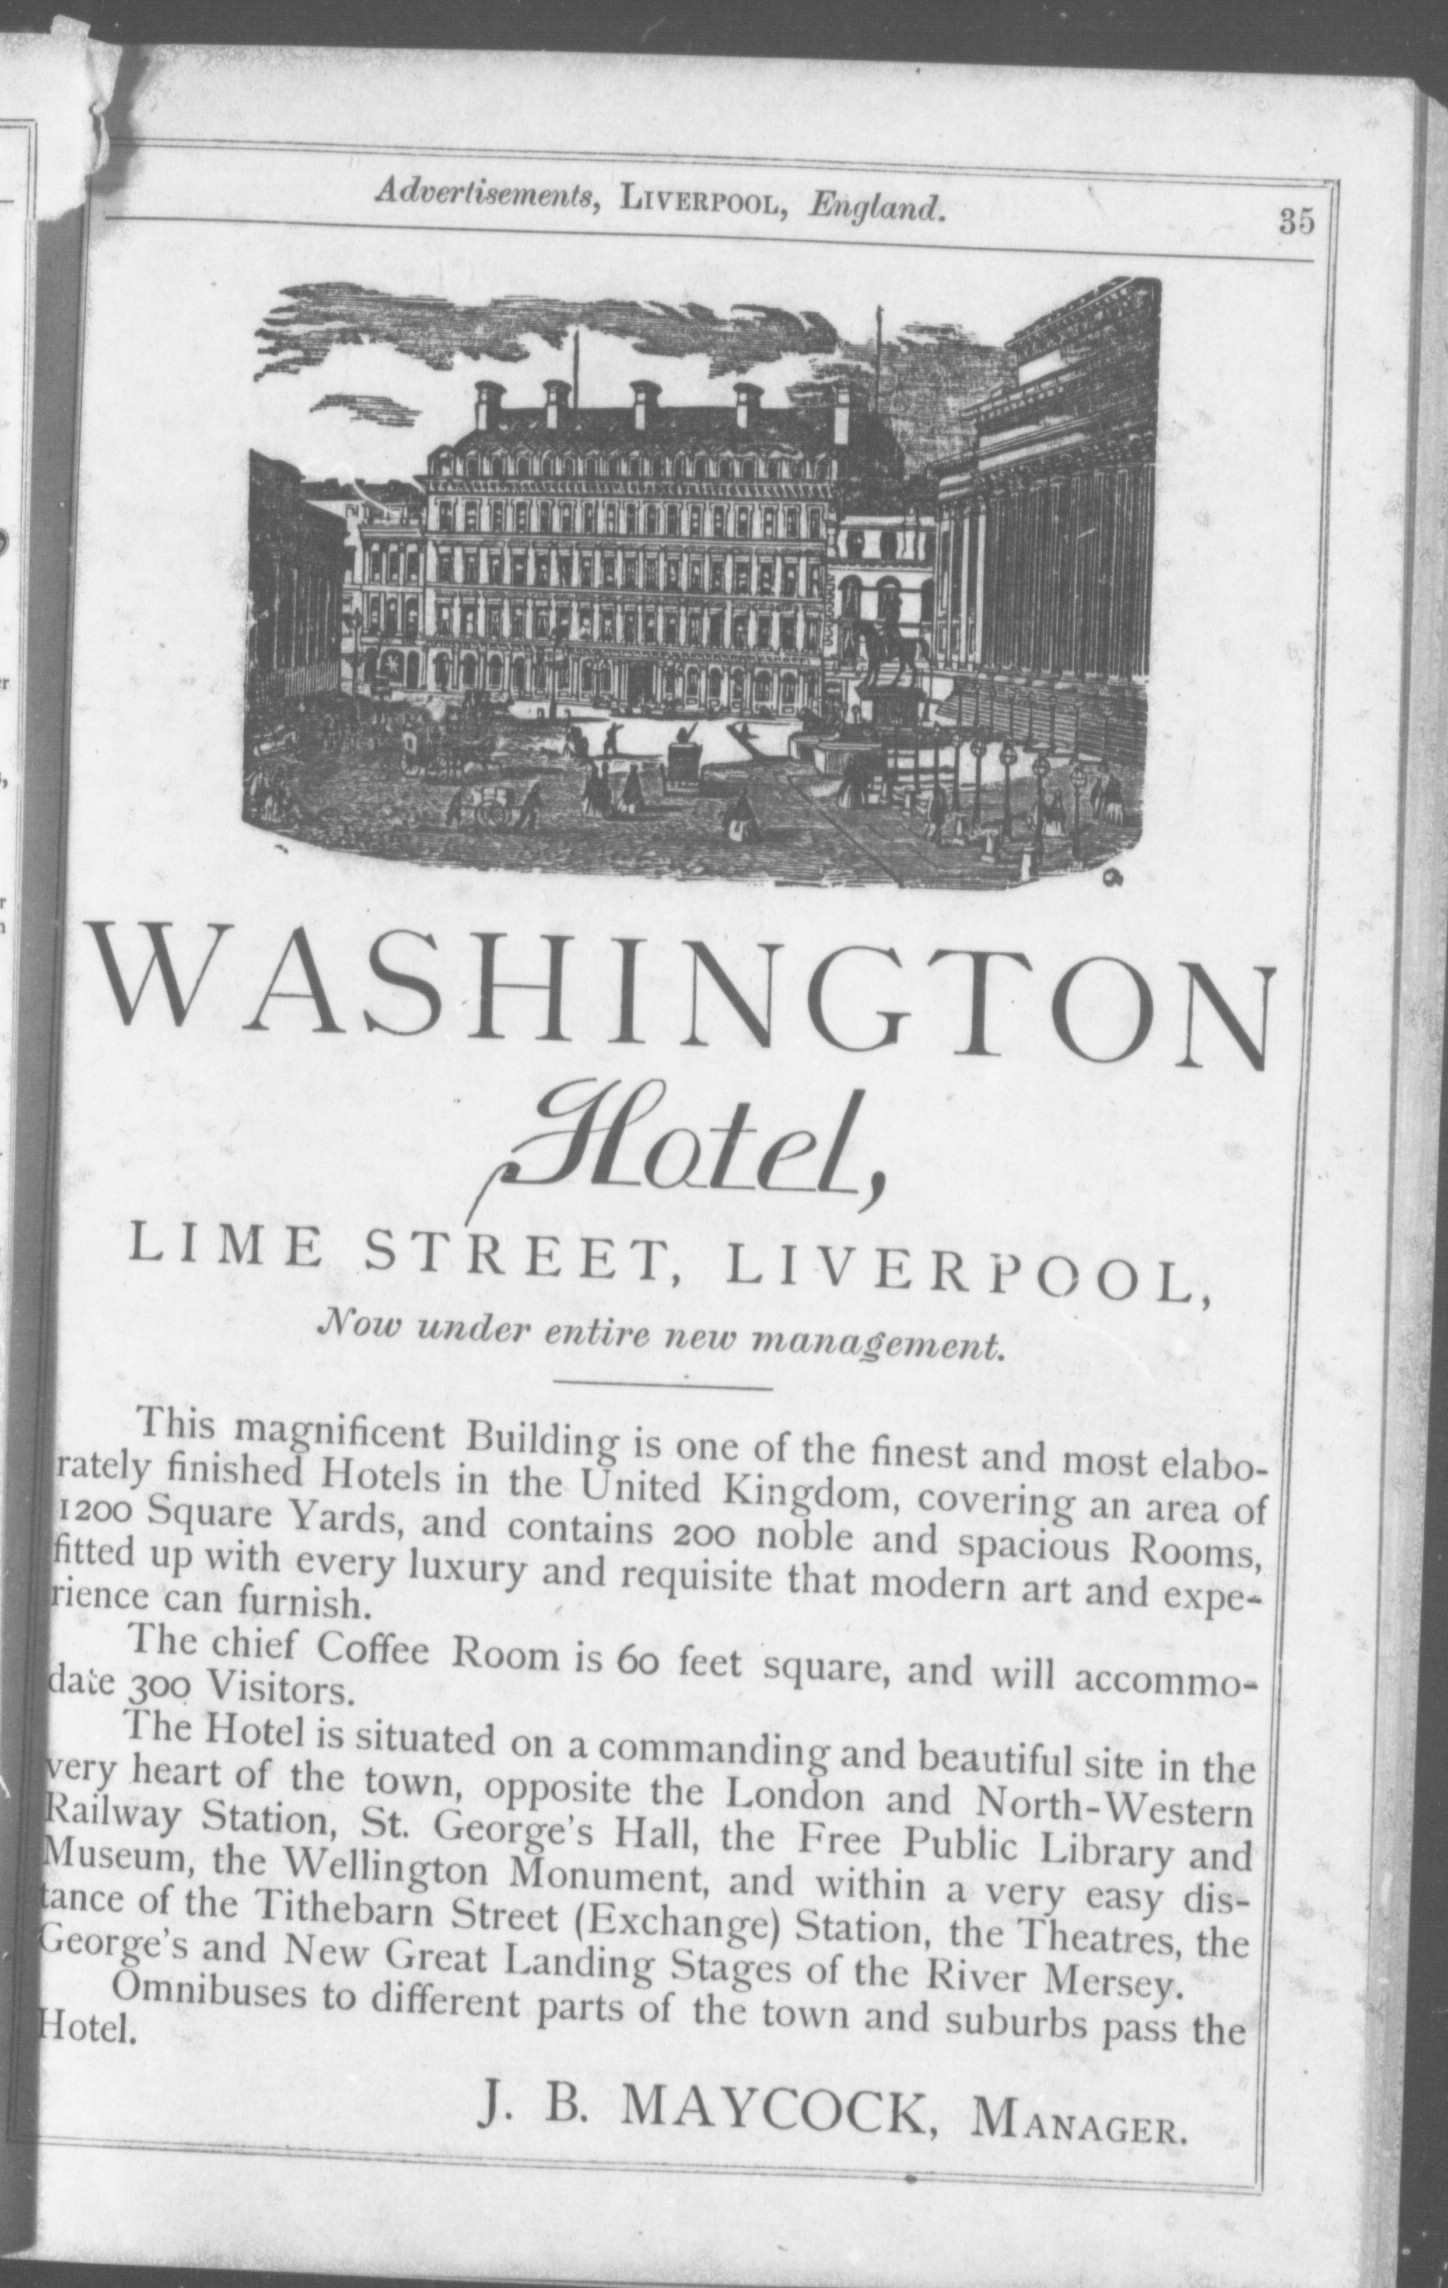 Advertisements, LIVERPOOL, England. 35
WASHINGTON
Hotel,
LIME STREET, LIVERPOOL,
Now under entire new management.
This magnificent Building is one of the finest and most elabo-
rately finished Hotels in the United Kingdom, covering an area of
1200 Square Yards, and contains 200 noble and spacious Rooms,
fitted up with every luxury and requisite that modern art and expe-
rience can furnish.
The chief Coffee Room is 60 feet square, and will accommo-
date 300 Visitors.
The Hotel is situated on a commanding and beautiful site in the
very heart of the town, opposite the London and North-Western
Railway Station, St. George's Hall, the Free Public Library and
Museum, the Wellington Monument, and within a very easy dis-
tance of the Tithebarn Street (Exchange) Station, the Theatres, the
George's and New Great Landing Stages of the River Mersey.
Omnibuses to different parts of the town and suburbs pass the
Hotel.
J. B. MAYCOCK, MANAGER.